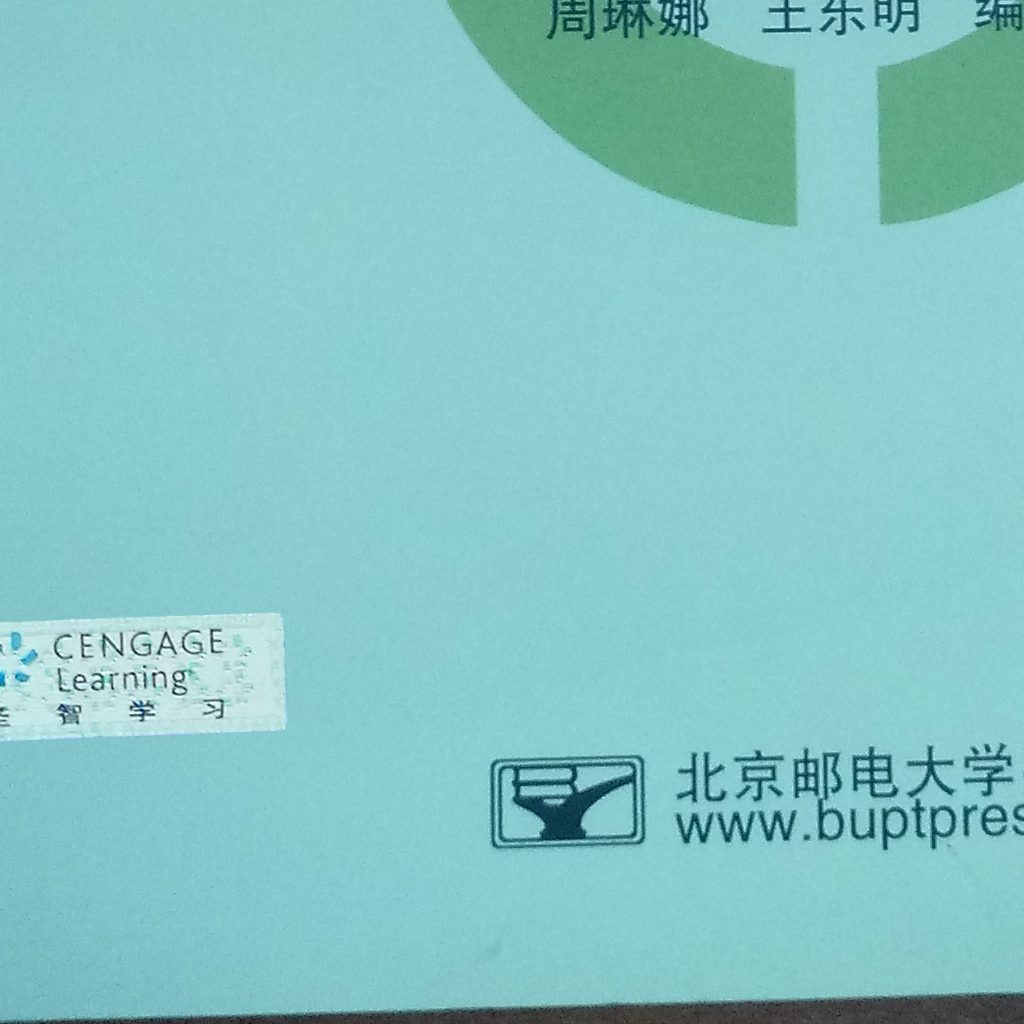 周琳娜 王东明 编
CENGAGE
Learning
圣 智 学 习
北京邮电大学
www.buptpres